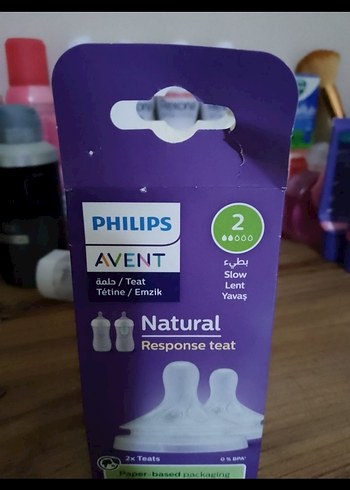 PHILIPS
AVENT
حلمة / Teat
Tétine / Emzik
2
بطيء
Slow
Lent
Yavaş
Natural
Response teat
2x Teats
0 % BPA¹
Paper-based packaging